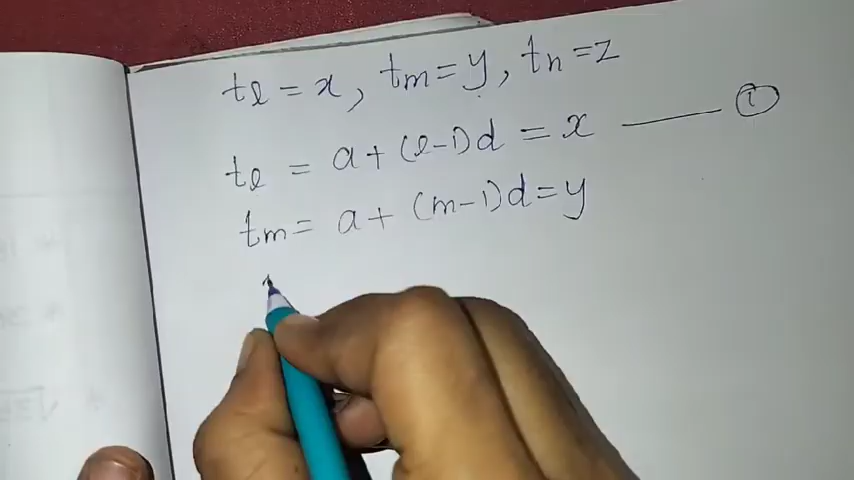 tℓ = x, tm = y, tn = z
tℓ = a + (ℓ-1)d = x —— ①
tm = a + (m-1)d = y